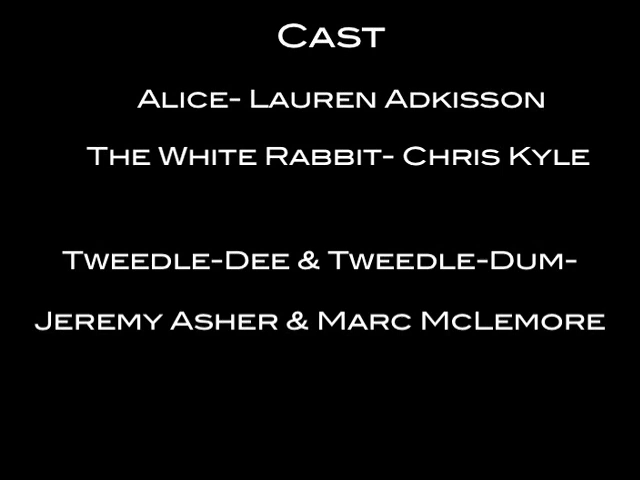 Cast
Alice- Lauren Adkisson
The White Rabbit- Chris Kyle
Tweedle-Dee & Tweedle-Dum-
Jeremy Asher & Marc McLemore